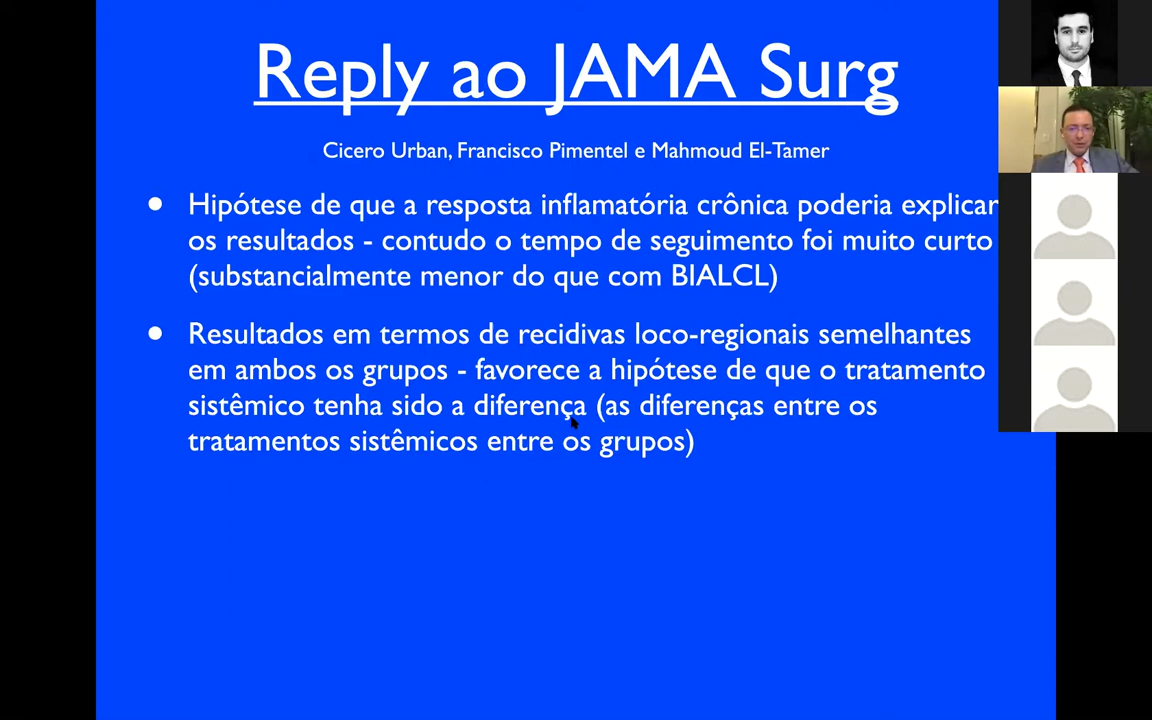 Reply ao JAMA Surg
Cicero Urban, Francisco Pimentel e Mahmoud El-Tamer
• Hipótese de que a resposta inflamatória crônica poderia explicar
os resultados - contudo o tempo de seguimento foi muito curto
(substancialmente menor do que com BIALCL)
• Resultados em termos de recidivas loco-regionais semelhantes
em ambos os grupos - favorece a hipótese de que o tratamento
sistêmico tenha sido a diferença (as diferenças entre os
tratamentos sistêmicos entre os grupos)